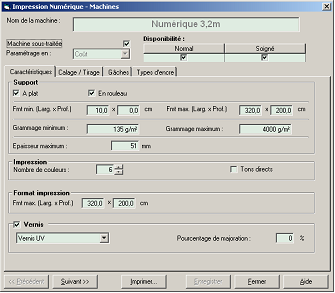 Impression Numérique - Machines
Nom de la machine : Numérique 3,2m
Disponibilité :
Machine sous-traitée Normal Soigné
Paramétrage en : Coût
Caractéristiques Calage / Tirage Gâches Types d'encre
Support
A plat En rouleau
Fmt min. (Larg. x Prof.) 10,0 x 0,0 cm Fmt max. (Larg. x Prof.) 320,0 x 200,0 cm
Grammage minimum : 135 g/m² Grammage maximum : 4000 g/m²
Epaisseur maximum : 51 mm
Impression
Nombre de couleurs : 6 Tons directs
Format impression
Fmt max. (Larg. x Prof.) 320,0 x 200,0 cm
Vernis
Vernis UV Pourcentage de majoration : 0 %
<< Précédent Suivant >> Imprimer... Enregistrer Fermer Aide